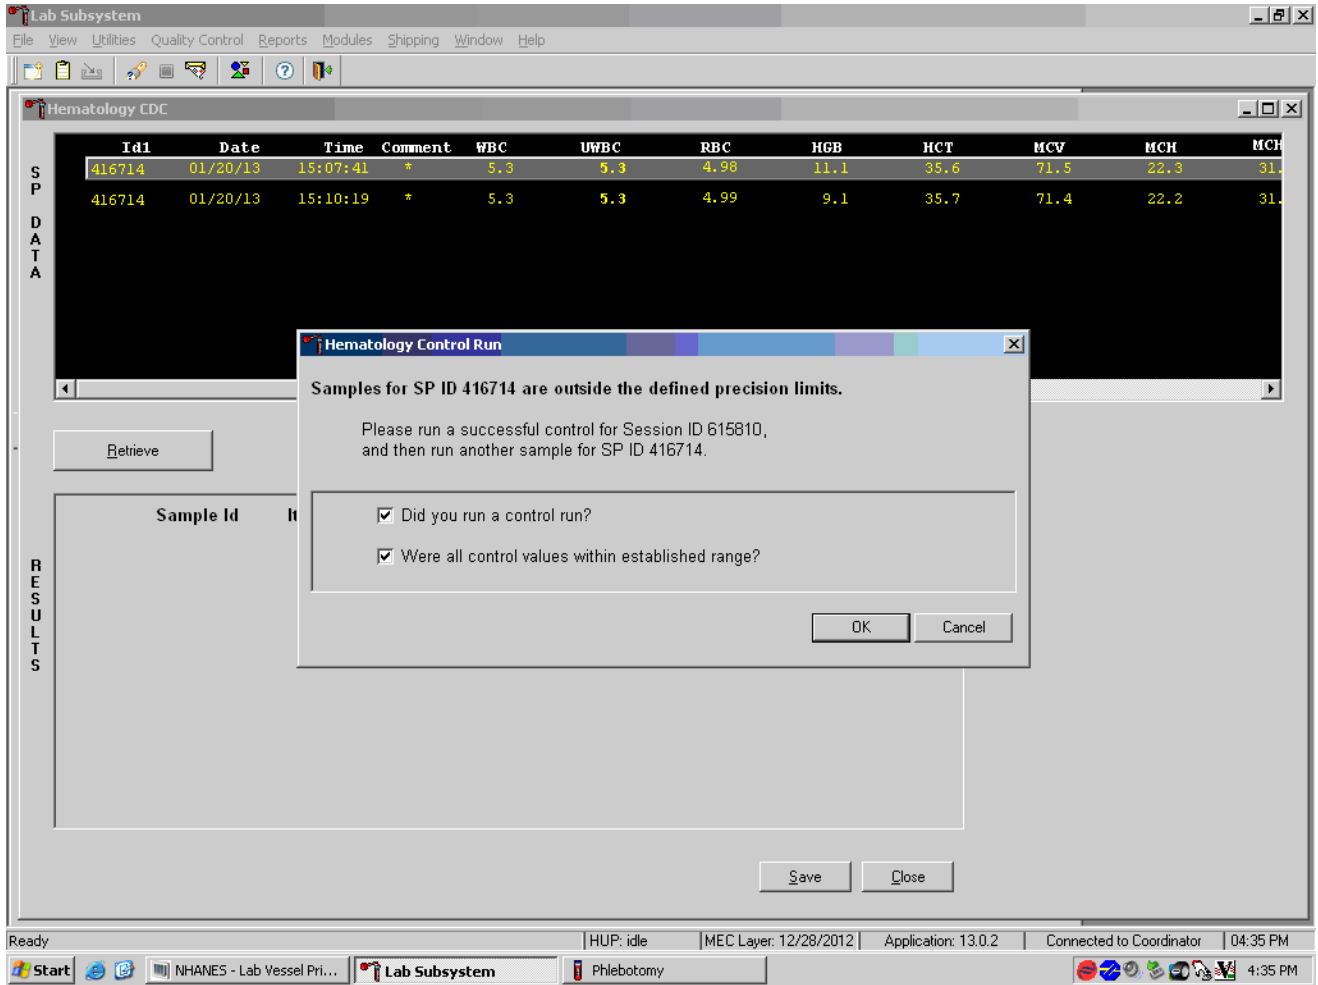 Lab Subsystem
File View Utilities Quality Control Reports Modules Shipping Window Help
Hematology CDC
SP DATA
Id1 Date Time Comment WBC UWBC RBC HGB HCT MCV MCH MCH
416714 01/20/13 15:07:41 * 5.3 5.3 4.98 11.1 35.6 71.5 22.3 31.
416714 01/20/13 15:10:19 * 5.3 5.3 4.99 9.1 35.7 71.4 22.2 31.
Hematology Control Run
Samples for SP ID 416714 are outside the defined precision limits.
Please run a successful control for Session ID 615810,
and then run another sample for SP ID 416714.
Retrieve
Sample Id It
Did you run a control run?
Were all control values within established range?
RESULTS
OK Cancel
Save Close
Ready HUP: idle MEC Layer: 12/28/2012 Application: 13.0.2 Connected to Coordinator 04:35 PM
Start NHANES - Lab Vessel Pri... Lab Subsystem Phlebotomy 4:35 PM